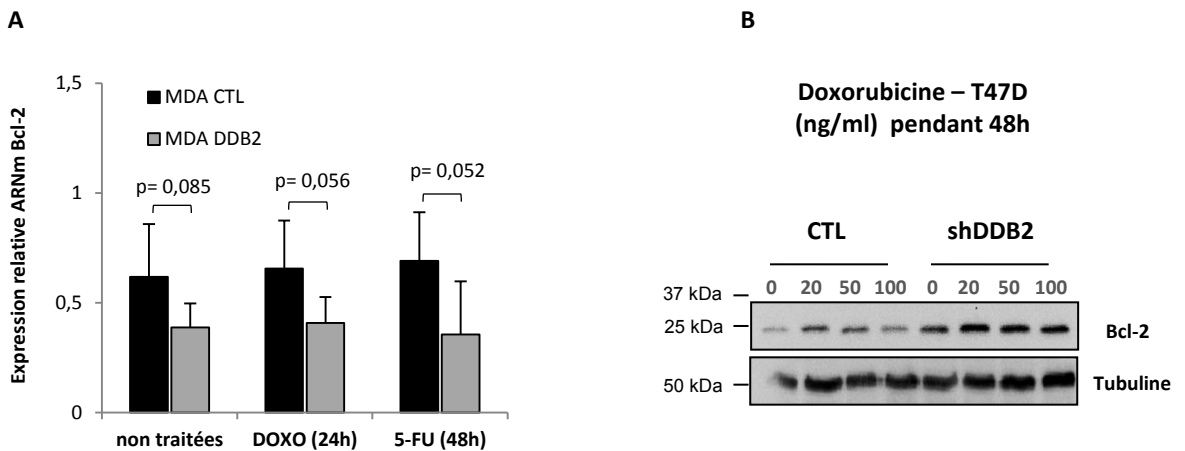 A
Expression relative ARNm Bcl-2
1,5
1
0,5
0
MDA CTL
MDA DDB2
p= 0,085
p= 0,056
p= 0,052
non traitées
DOXO (24h)
5-FU (48h)
B
Doxorubicine – T47D
(ng/ml) pendant 48h
CTL
shDDB2
0 20 50 100 0 20 50 100
37 kDa
25 kDa
Bcl-2
50 kDa
Tubuline